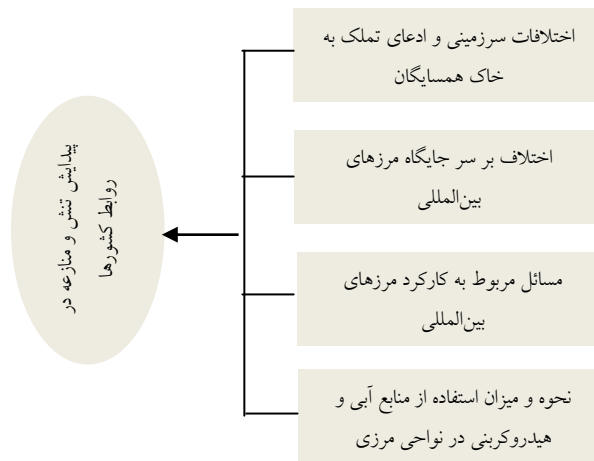 اختلافات سرزمینی و ادعای تملک به
خاک همسایگان
اختلاف بر سر جایگاه مرزهای
بین‌المللی
مسائل مربوط به کارکرد مرزهای
بین‌المللی
نحوه و میزان استفاده از منابع آبی و
هیدروکربنی در نواحی مرزی
پیدایش تنش و منازعه در
روابط کشورها